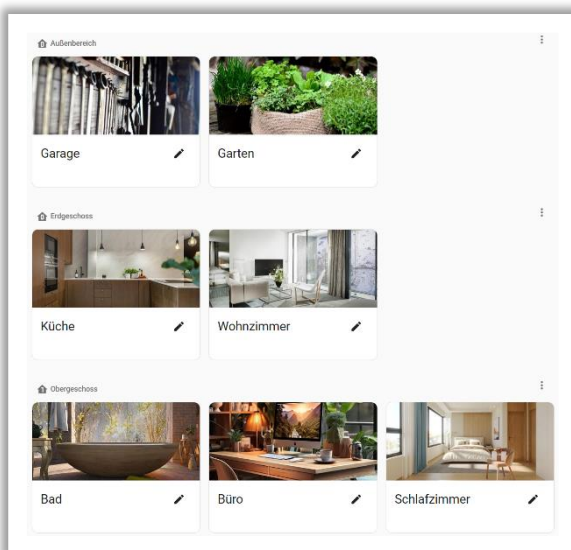 Außenbereich
Garage
Garten
Erdgeschoss
Küche
Wohnzimmer
Obergeschoss
Bad
Büro
Schlafzimmer